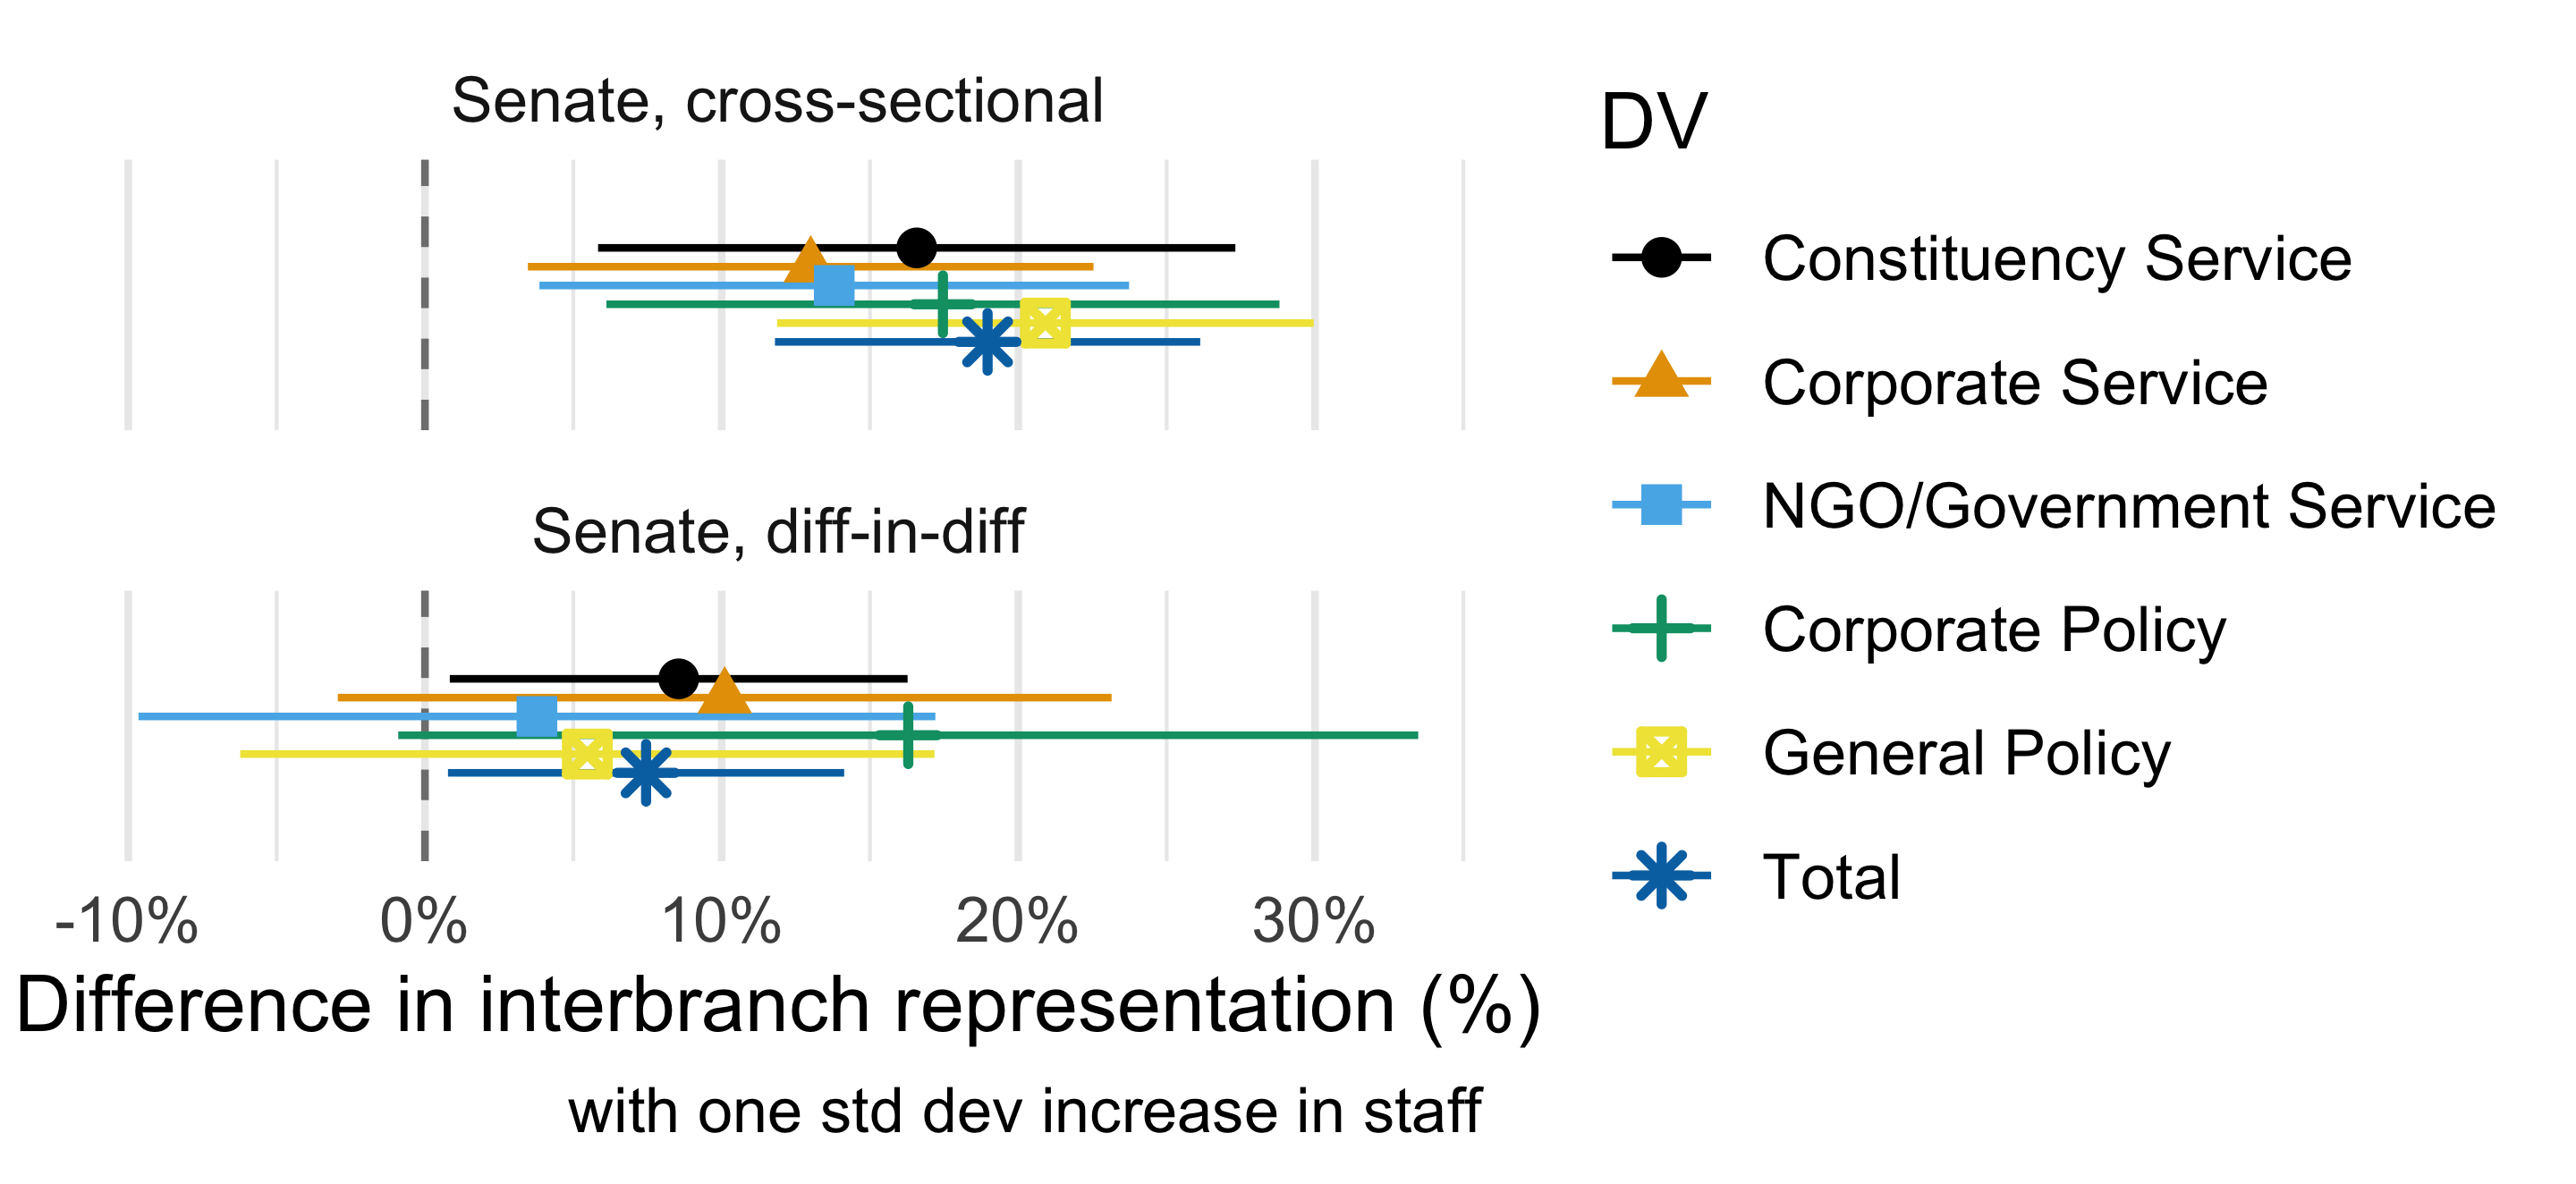 Senate, cross-sectional
Senate, diff-in-diff
-10% 0% 10% 20% 30%
Difference in interbranch representation (%)
with one std dev increase in staff
DV
Constituency Service
Corporate Service
NGO/Government Service
Corporate Policy
General Policy
Total